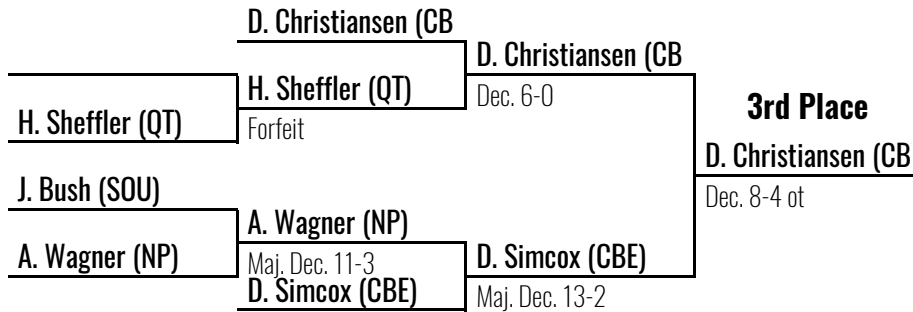 D. Christiansen (CB
D. Christiansen (CB
H. Sheffler (QT)
Dec. 6-0
3rd Place
H. Sheffler (QT)
Forfeit
D. Christiansen (CB
J. Bush (SOU)
Dec. 8-4 ot
A. Wagner (NP)
A. Wagner (NP)
D. Simcox (CBE)
Maj. Dec. 11-3
D. Simcox (CBE)
Maj. Dec. 13-2